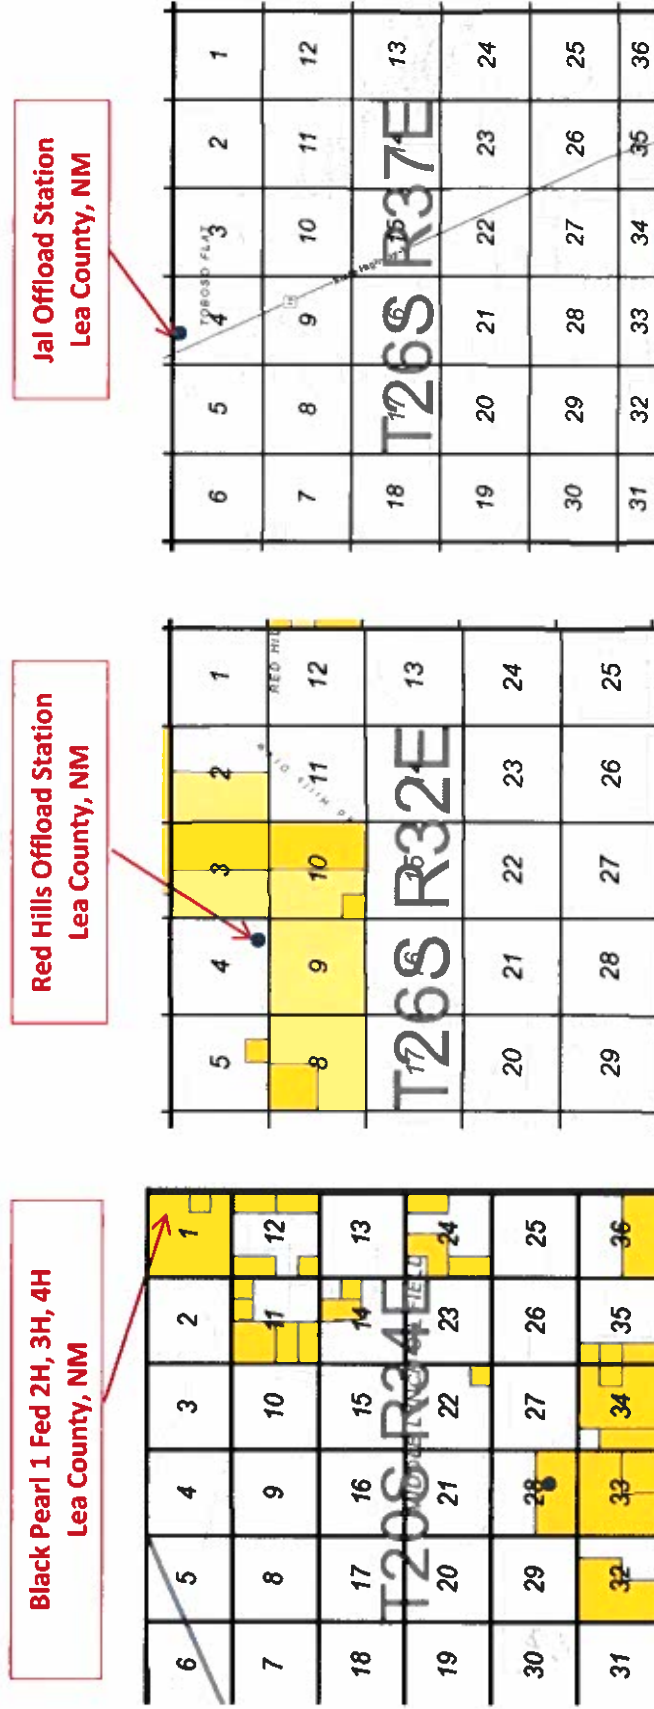 Black Pearl 1 Fed 2H, 3H, 4H
Lea County, NM
6 5 4 3 2 1
7 8 9 10 11 12
18 17 16 15 14 13
T20S R34E
FIELD
19 20 21 22 23 24
30 29 28 27 26 25
31 32 33 34 35 36
Red Hills Offload Station
Lea County, NM
5 4 3 2 1
RED HIL
8 9 10 11 12
17 16 15 14 13
T26S R32E
20 21 22 23 24
29 28 27 26 25
Jal Offload Station
Lea County, NM
TOBOSO FLAT
6 5 4 3 2 1
7 8 9 10 11 12
18 17 16 15 14 13
T26S R37E
19 20 21 22 23 24
30 29 28 27 26 25
31 32 33 34 35 36